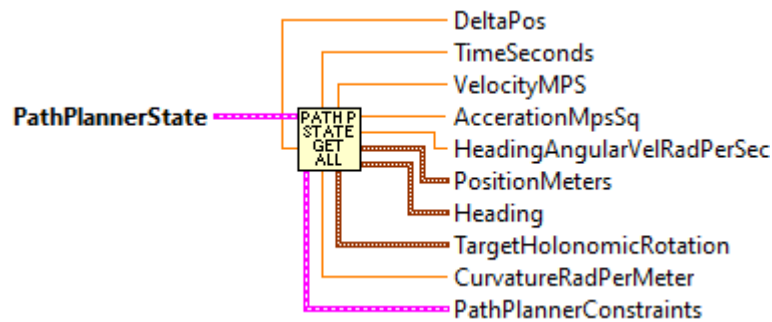 DeltaPos
TimeSeconds
VelocityMPS
PathPlannerState
PATH P
STATE
GET
ALL
AccerationMpsSq
HeadingAngularVelRadPerSec
PositionMeters
Heading
TargetHolonomicRotation
CurvatureRadPerMeter
PathPlannerConstraints